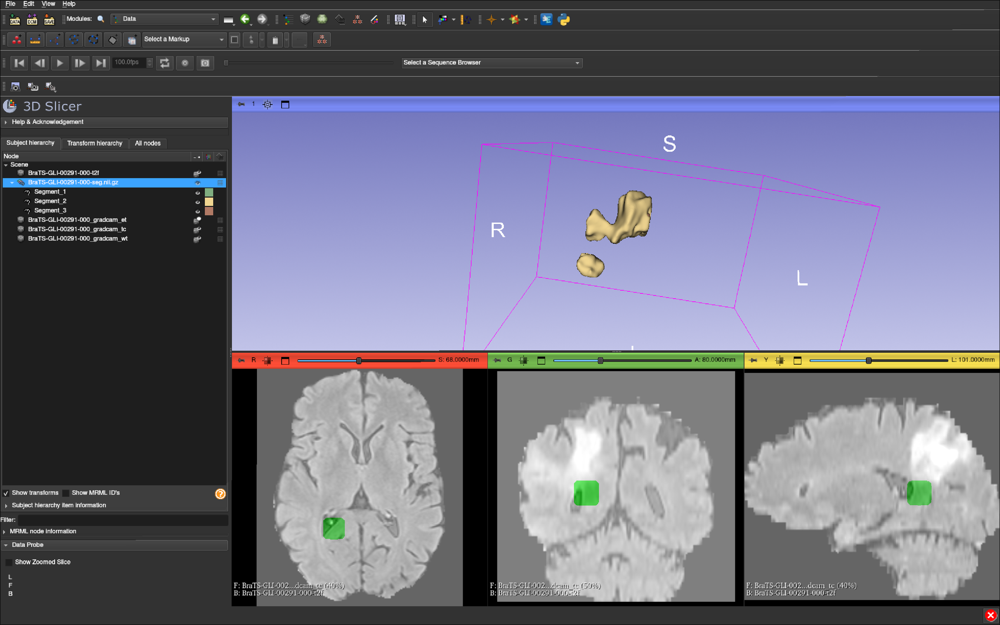 File Edit View Help
DATA DCM SAVE Modules: Data
Select a Markup
100.0fps Select a Sequence Browser
3D Slicer
Help & Acknowledgement
Subject hierarchy Transform hierarchy All nodes
Node
Scene
BraTS-GLI-00291-000-t2f
BraTS-GLI-00291-000-seg.nii.gz
Segment_1
Segment_2
Segment_3
BraTS-GLI-00291-000_gradcam_et
BraTS-GLI-00291-000_gradcam_tc
BraTS-GLI-00291-000_gradcam_wt
Show transforms Show MRML ID's
Subject hierarchy item information
Filter:
MRML node information
Data Probe
Show Zoomed Slice
L
F
B
1
S
R
L
R S: 68.0000mm
G A: 80.0000mm
Y L: 101.0000mm
F: BraTS-GLI-002...dcam_tc (40%)
B: BraTS-GLI-00291-000-t2f
F: BraTS-GLI-002...dcam_tc (50%)
B: BraTS-GLI-00291-000-t2f
F: BraTS-GLI-002...dcam_tc (40%)
B: BraTS-GLI-00291-000-t2f